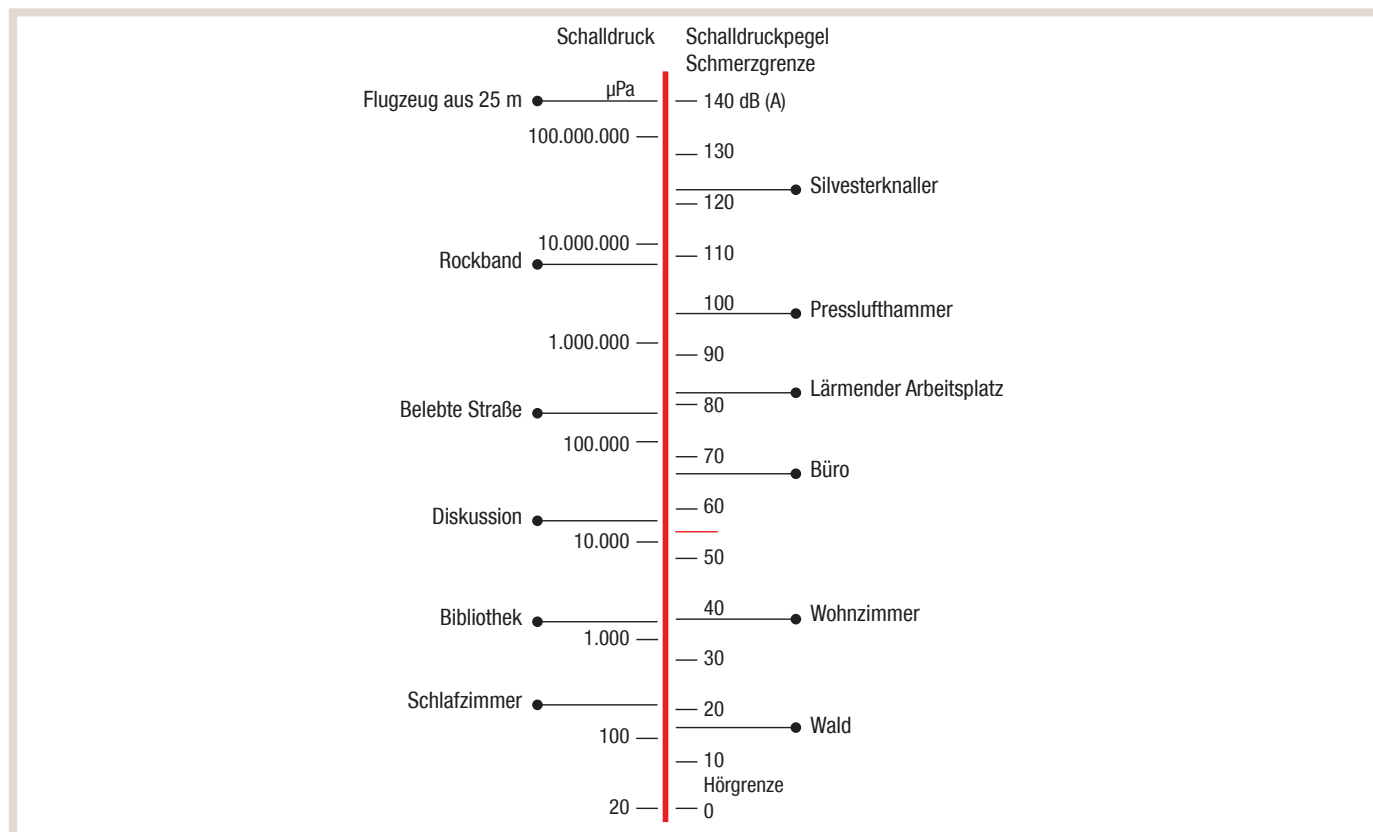 Schalldruck
Schalldruckpegel
Schmerzgrenze
µPa
Flugzeug aus 25 m
140 dB (A)
100.000.000
130
Silvesterknaller
120
10.000.000
110
Rockband
100
Presslufthammer
1.000.000
90
Lärmender Arbeitsplatz
80
Belebte Straße
100.000
70
Büro
60
Diskussion
10.000
50
40
Wohnzimmer
Bibliothek
1.000
30
Schlafzimmer
20
Wald
100
10
Hörgrenze
20
0